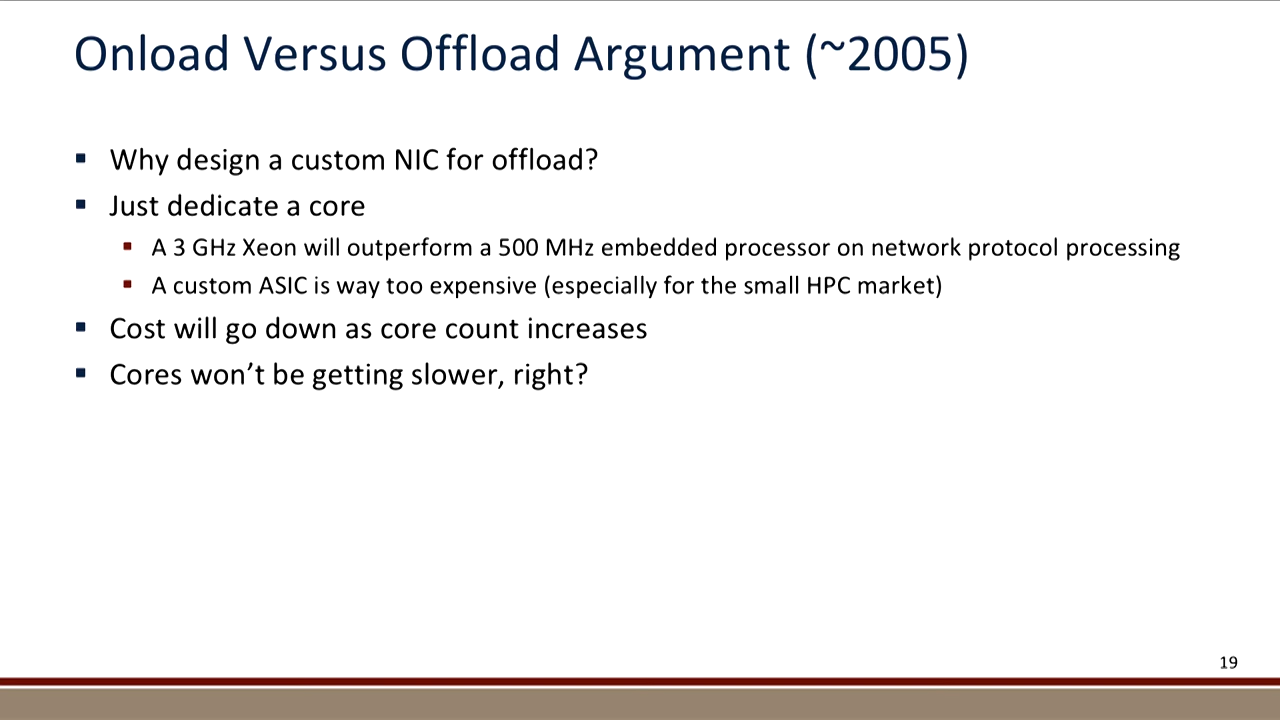 Onload Versus Offload Argument (~2005)
▪ Why design a custom NIC for offload?
▪ Just dedicate a core
▪ A 3 GHz Xeon will outperform a 500 MHz embedded processor on network protocol processing
▪ A custom ASIC is way too expensive (especially for the small HPC market)
▪ Cost will go down as core count increases
▪ Cores won’t be getting slower, right?
19